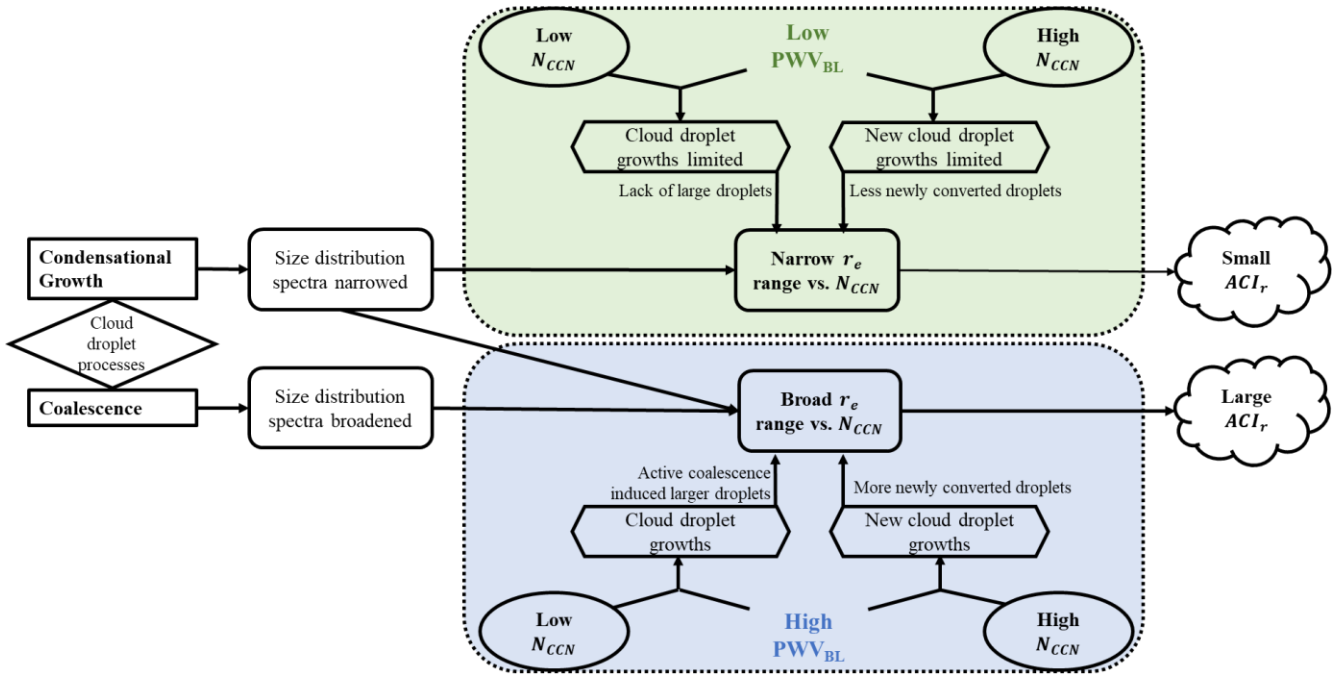 Low
N_CCN
Low
PWV_BL
High
N_CCN
Cloud droplet
growths limited
New cloud droplet
growths limited
Lack of large droplets
Less newly converted droplets
Condensational
Growth
Size distribution
spectra narrowed
Narrow r_e
range vs. N_CCN
Small
ACI_r
Cloud
droplet
processes
Coalescence
Size distribution
spectra broadened
Broad r_e
range vs. N_CCN
Large
ACI_r
Active coalescence
induced larger droplets
More newly converted droplets
Cloud droplet
growths
New cloud droplet
growths
Low
N_CCN
High
PWV_BL
High
N_CCN